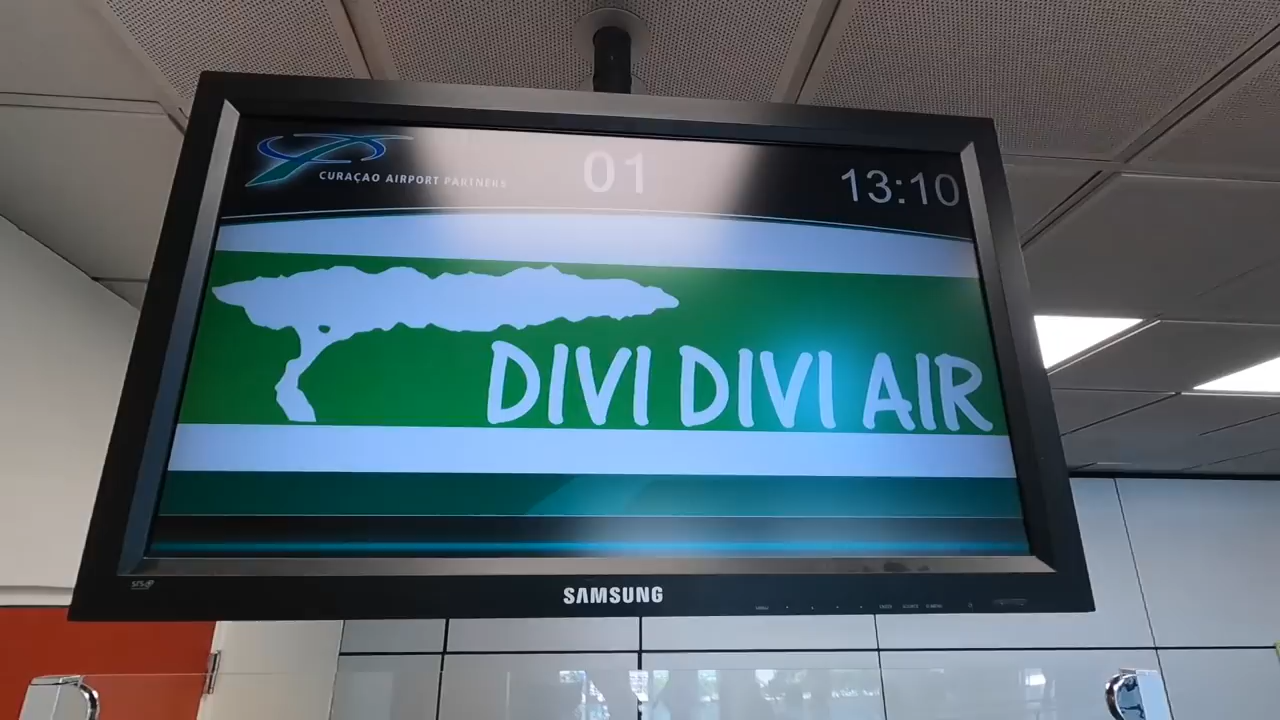 CURAÇAO AIRPORT PARTNERS
01
13:10
DIVI DIVI AIR
SAMSUNG